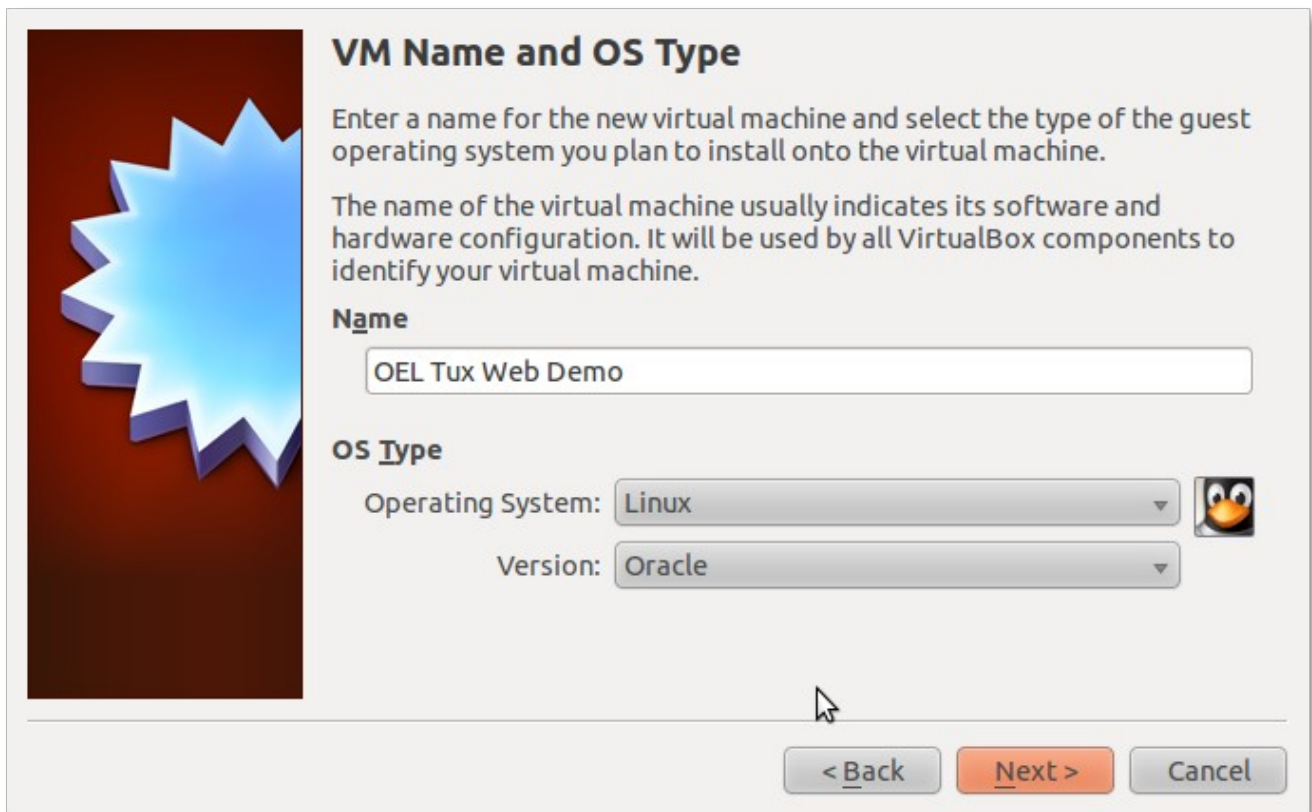 VM Name and OS Type
Enter a name for the new virtual machine and select the type of the guest
operating system you plan to install onto the virtual machine.
The name of the virtual machine usually indicates its software and
hardware configuration. It will be used by all VirtualBox components to
identify your virtual machine.
Name
OEL Tux Web Demo
OS Type
Operating System: Linux
Version: Oracle
< Back Next > Cancel